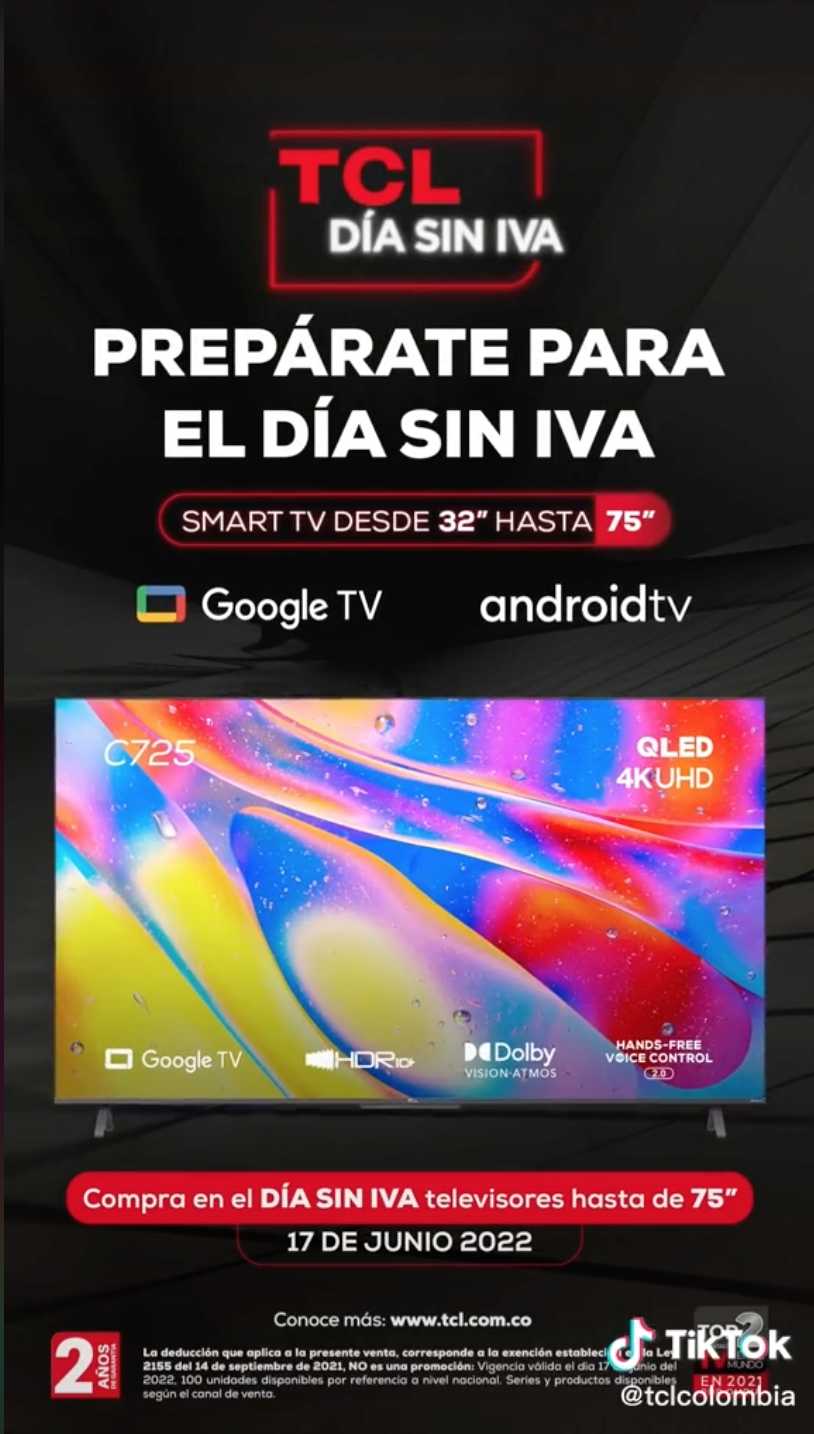 TCL
DÍA SIN IVA
PREPÁRATE PARA
EL DÍA SIN IVA
SMART TV DESDE 32” HASTA 75”
Google TV androidtv
C725
QLED
4K UHD
Google TV HDR10+ Dolby
VISION·ATMOS
HANDS-FREE
VOICE CONTROL
2.0
Compra en el DÍA SIN IVA televisores hasta de 75”
17 DE JUNIO 2022
Conoce más: www.tcl.com.co
2 AÑOS
DE GARANTÍA
La deducción que aplica a la presente venta, corresponde a la exención la Ley
2155 del 14 de septiembre de 2021, NO es una promoción: Vigencia válida el día 17 junio del
2022, 100 unidades disponibles por referencia a nivel nacional. Series y productos disponibles
según el canal de venta.
TOP 2
MUNDO
EN 2021
TikTok
@tclcolombia